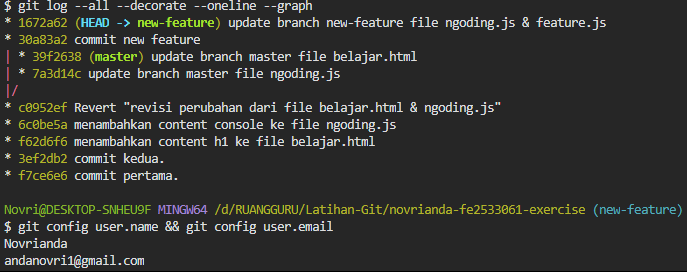 $ git log --all --decorate --oneline --graph
* 1672a62 (HEAD -> new-feature) update branch new-feature file ngoding.js & feature.js
* 30a83a2 commit new feature
| * 39f2638 (master) update branch master file belajar.html
| * 7a3d14c update branch master file ngoding.js
|/
* c0952ef Revert "revisi perubahan dari file belajar.html & ngoding.js"
* 6c0be5a menambahkan content console ke file ngoding.js
* f62d6f6 menambahkan content h1 ke file belajar.html
* 3ef2db2 commit kedua.
* f7ce6e6 commit pertama.
Novri@DESKTOP-SNHEU9F MINGW64 /d/RUANGGURU/Latihan-Git/novrianda-fe2533061-exercise (new-feature)
$ git config user.name && git config user.email
Novrianda
andanovri1@gmail.com